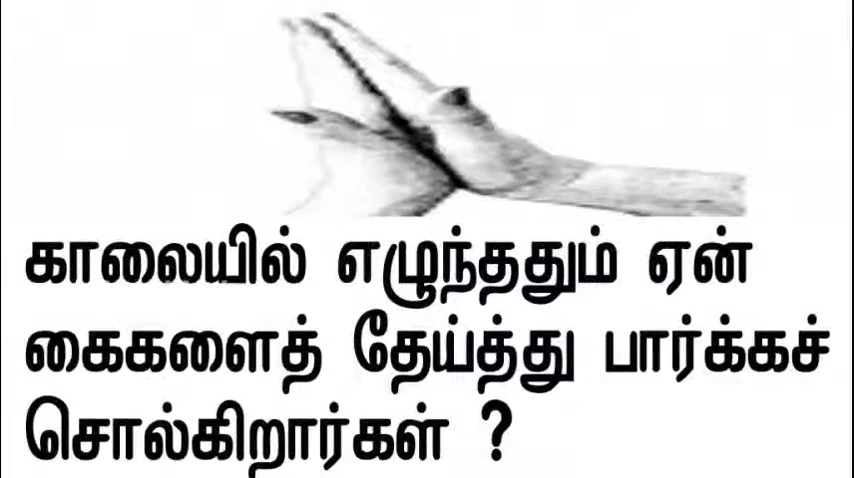 காலையில் எழுந்ததும் ஏன்
கைகளைத் தேய்த்து பார்க்கச்
சொல்கிறார்கள் ?